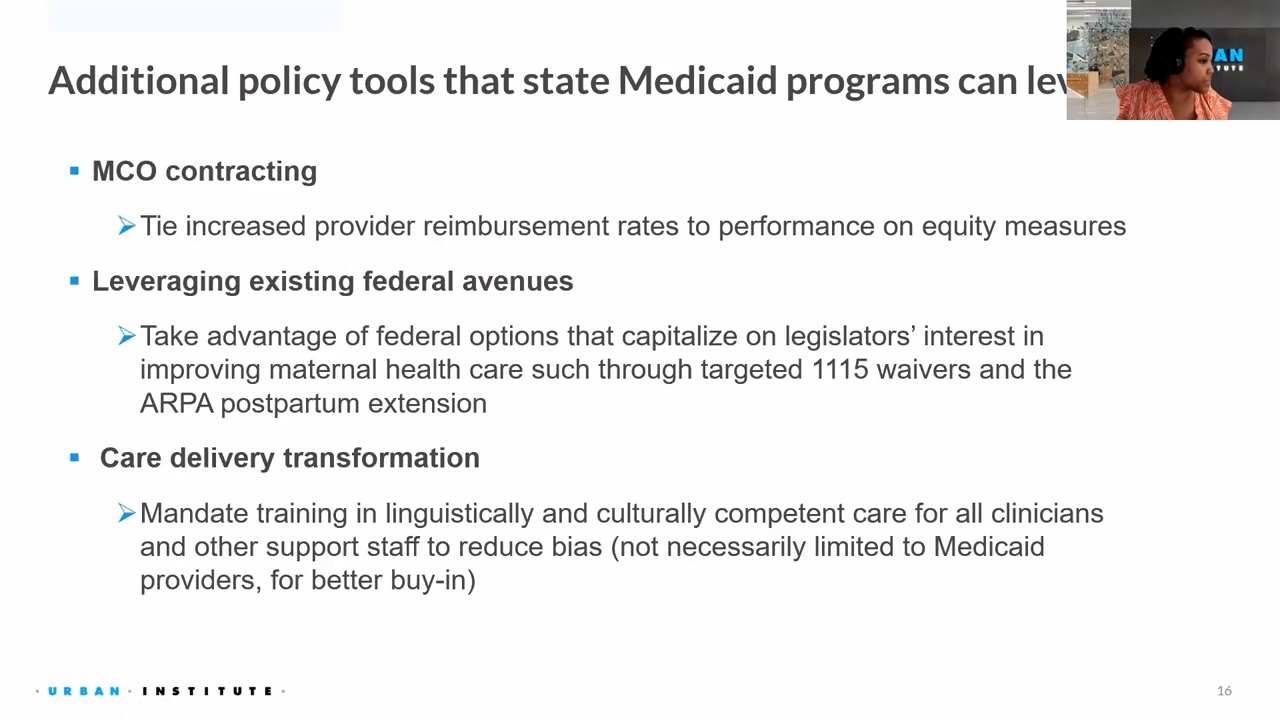 Additional policy tools that state Medicaid programs can lev
AN
TUTE
▪ MCO contracting
➢Tie increased provider reimbursement rates to performance on equity measures
▪ Leveraging existing federal avenues
➢Take advantage of federal options that capitalize on legislators’ interest in
improving maternal health care such through targeted 1115 waivers and the
ARPA postpartum extension
▪ Care delivery transformation
➢Mandate training in linguistically and culturally competent care for all clinicians
and other support staff to reduce bias (not necessarily limited to Medicaid
providers, for better buy-in)
· URBAN · INSTITUTE ·
16